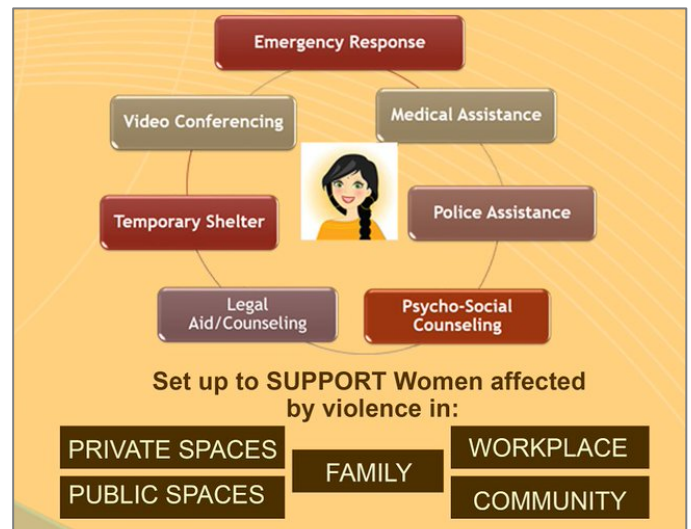 Emergency Response
Video Conferencing
Medical Assistance
Temporary Shelter
Police Assistance
Legal
Aid/Counseling
Psycho-Social
Counseling
Set up to SUPPORT Women affected
by violence in:
PRIVATE SPACES
FAMILY
WORKPLACE
PUBLIC SPACES
COMMUNITY